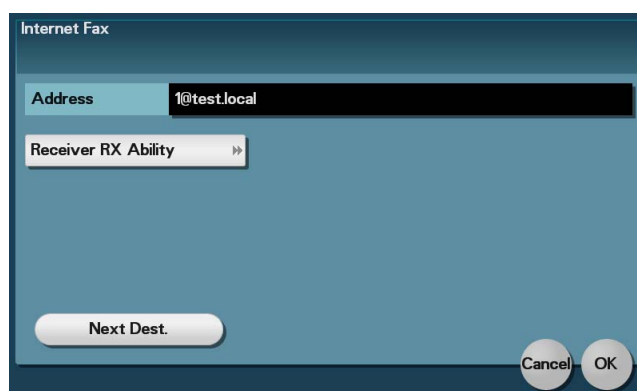 Internet Fax
Address 1@test.local
Receiver RX Ability
Next Dest.
Cancel OK